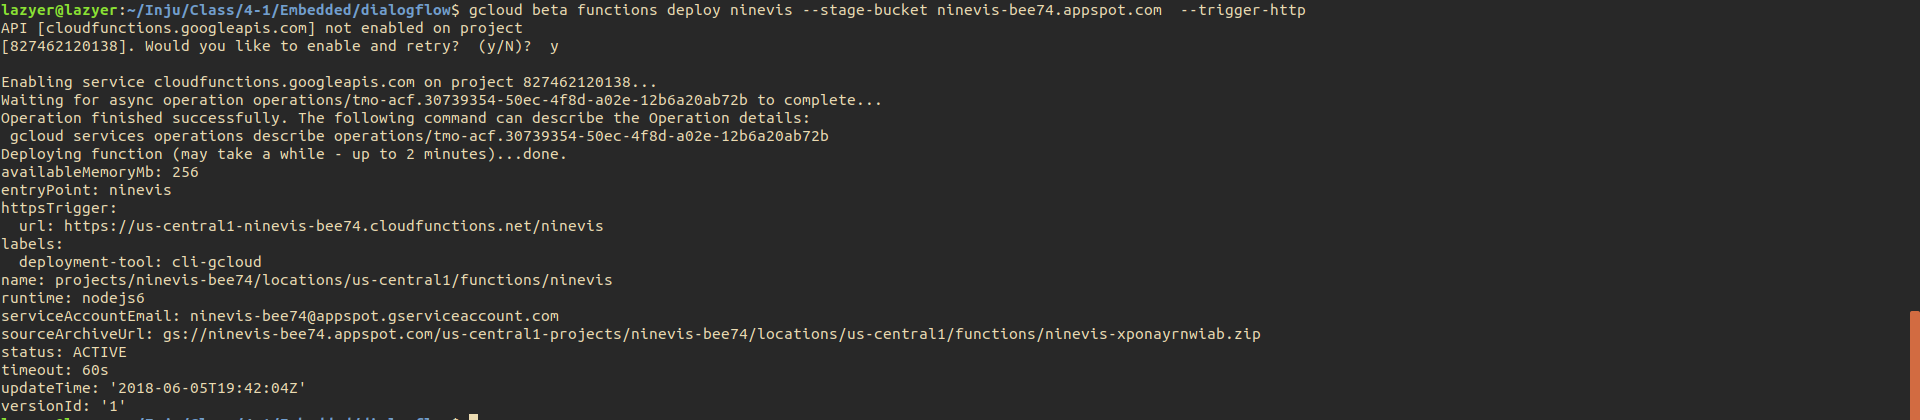 lazyer@lazyer:~/Inju/Class/4-1/Embedded/dialogflow$ gcloud beta functions deploy ninevis --stage-bucket ninevis-bee74.appspot.com  --trigger-http
API [cloudfunctions.googleapis.com] not enabled on project
[827462120138]. Would you like to enable and retry?  (y/N)?  y
Enabling service cloudfunctions.googleapis.com on project 827462120138...
Waiting for async operation operations/tmo-acf.30739354-50ec-4f8d-a02e-12b6a20ab72b to complete...
Operation finished successfully. The following command can describe the Operation details:
 gcloud services operations describe operations/tmo-acf.30739354-50ec-4f8d-a02e-12b6a20ab72b
Deploying function (may take a while - up to 2 minutes)...done.
availableMemoryMb: 256
entryPoint: ninevis
httpsTrigger:
  url: https://us-central1-ninevis-bee74.cloudfunctions.net/ninevis
labels:
  deployment-tool: cli-gcloud
name: projects/ninevis-bee74/locations/us-central1/functions/ninevis
runtime: nodejs6
serviceAccountEmail: ninevis-bee74@appspot.gserviceaccount.com
sourceArchiveUrl: gs://ninevis-bee74.appspot.com/us-central1-projects/ninevis-bee74/locations/us-central1/functions/ninevis-xponayrnwiab.zip
status: ACTIVE
timeout: 60s
updateTime: '2018-06-05T19:42:04Z'
versionId: '1'